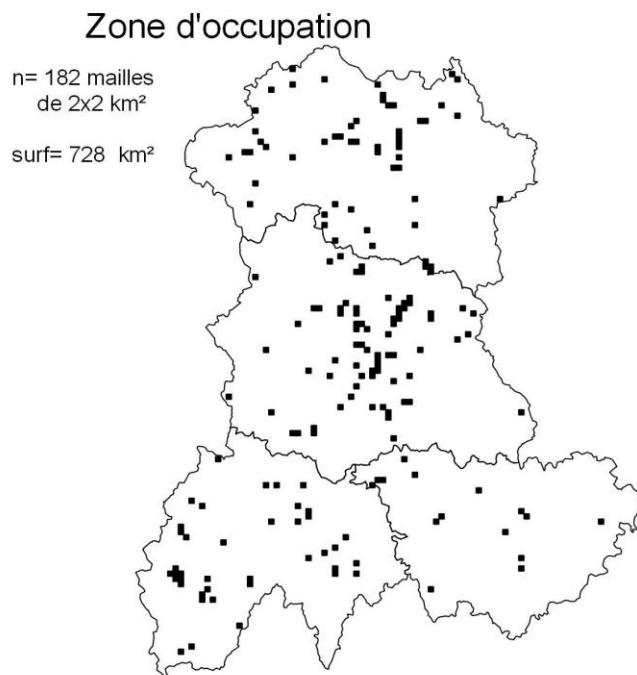 Zone d'occupation
n= 182 mailles
de 2x2 km²
surf= 728 km²